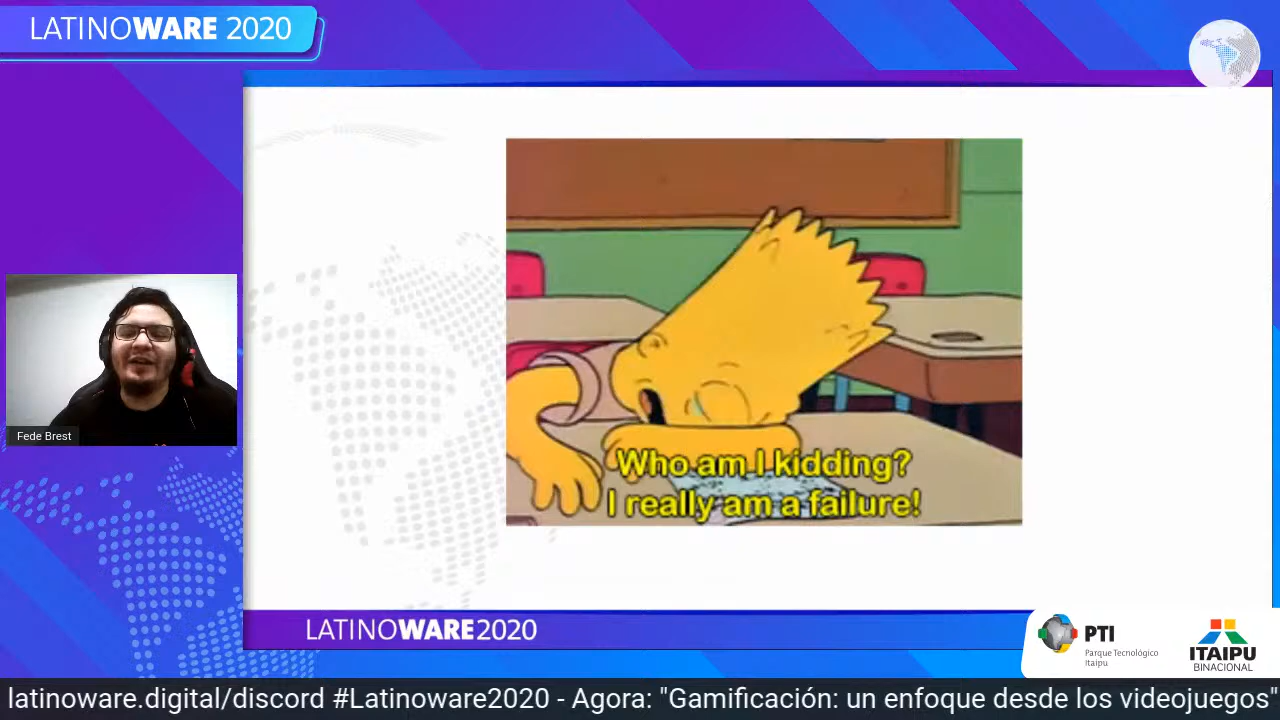 LATINOWARE 2020
Fede Brest
Who am I kidding?
I really am a failure!
LATINOWARE2020
PTI
Parque Tecnológico
Itaipu
ITAIPU
BINACIONAL
latinoware.digital/discord #Latinoware2020 - Agora: "Gamificación: un enfoque desde los videojuegos"